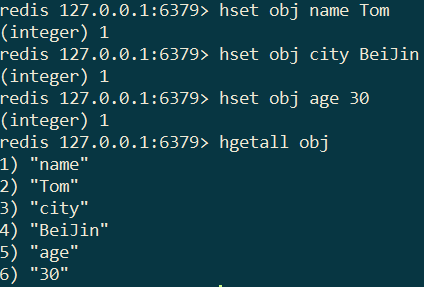 redis 127.0.0.1:6379> hset obj name Tom
(integer) 1
redis 127.0.0.1:6379> hset obj city BeiJin
(integer) 1
redis 127.0.0.1:6379> hset obj age 30
(integer) 1
redis 127.0.0.1:6379> hgetall obj
1) "name"
2) "Tom"
3) "city"
4) "BeiJin"
5) "age"
6) "30"